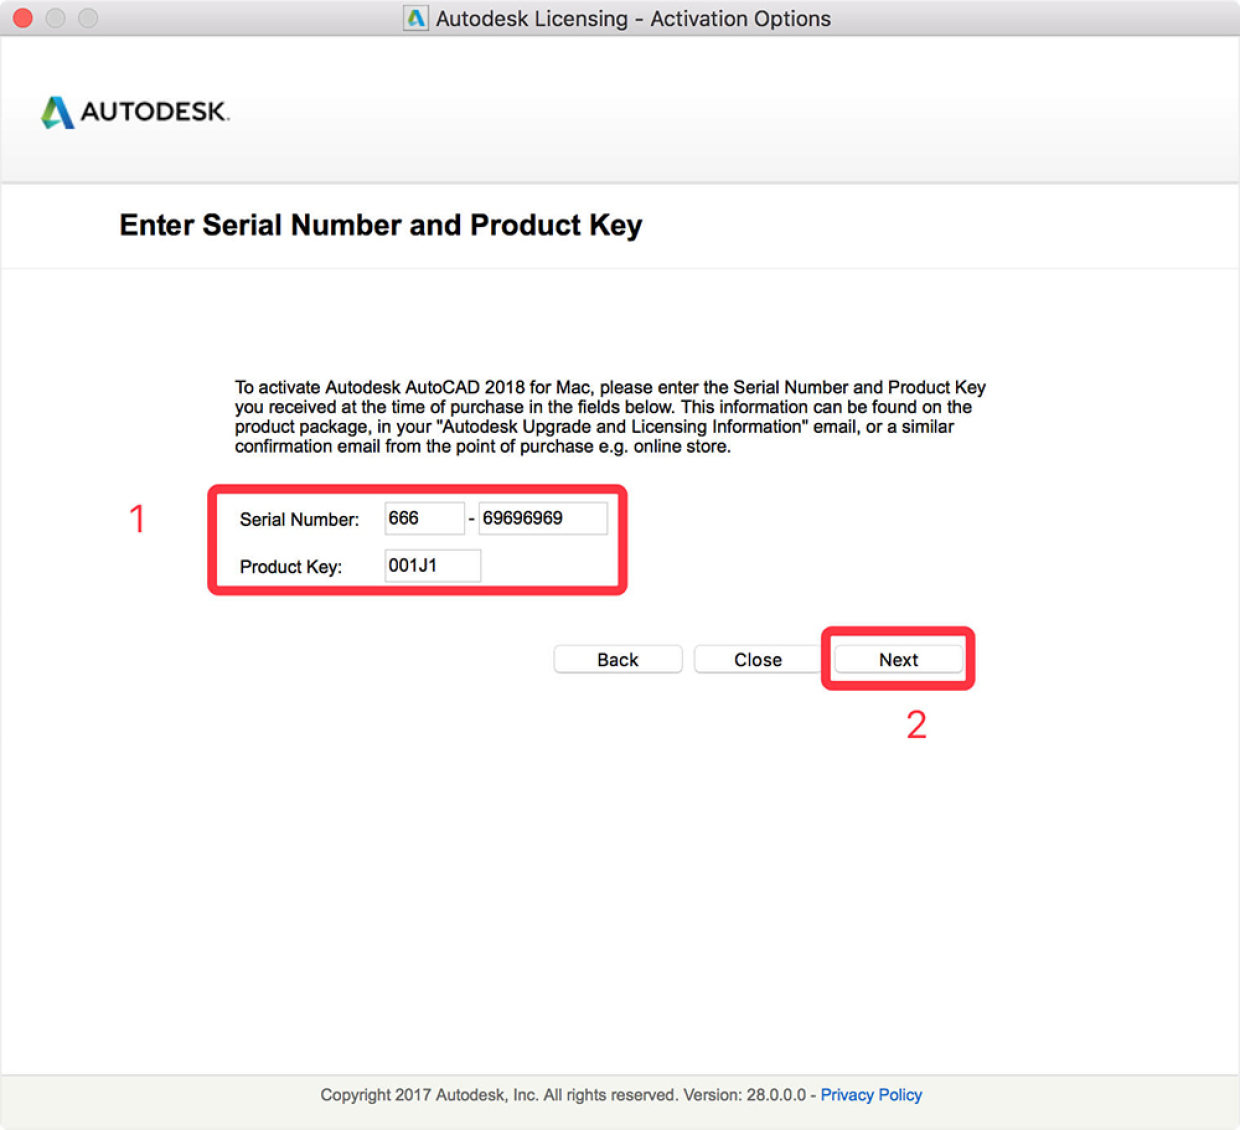 Autodesk Licensing - Activation Options
AUTODESK.
Enter Serial Number and Product Key
To activate Autodesk AutoCAD 2018 for Mac, please enter the Serial Number and Product Key
you received at the time of purchase in the fields below. This information can be found on the
product package, in your "Autodesk Upgrade and Licensing Information" email, or a similar
confirmation email from the point of purchase e.g. online store.
1
Serial Number: 666 - 69696969
Product Key: 001J1
Back Close Next
2
Copyright 2017 Autodesk, Inc. All rights reserved. Version: 28.0.0.0 - Privacy Policy